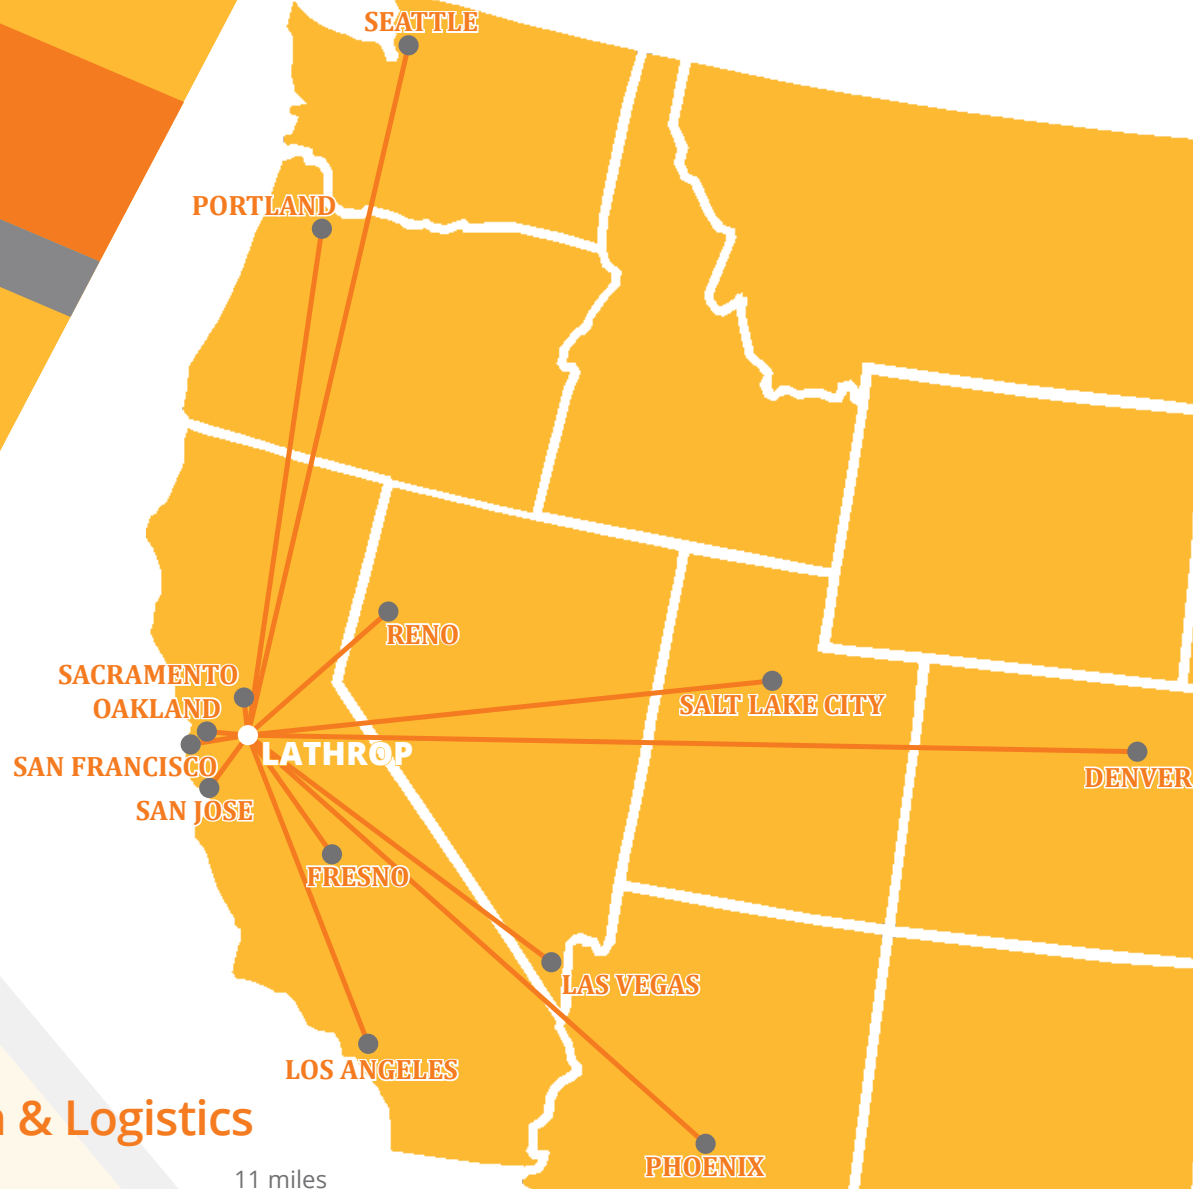 SEATTLE
PORTLAND
RENO
SACRAMENTO
OAKLAND
SALT LAKE CITY
LATHROP
SAN FRANCISCO
DENVER
SAN JOSE
FRESNO
LAS VEGAS
LOS ANGELES
& Logistics
PHOENIX
11 miles